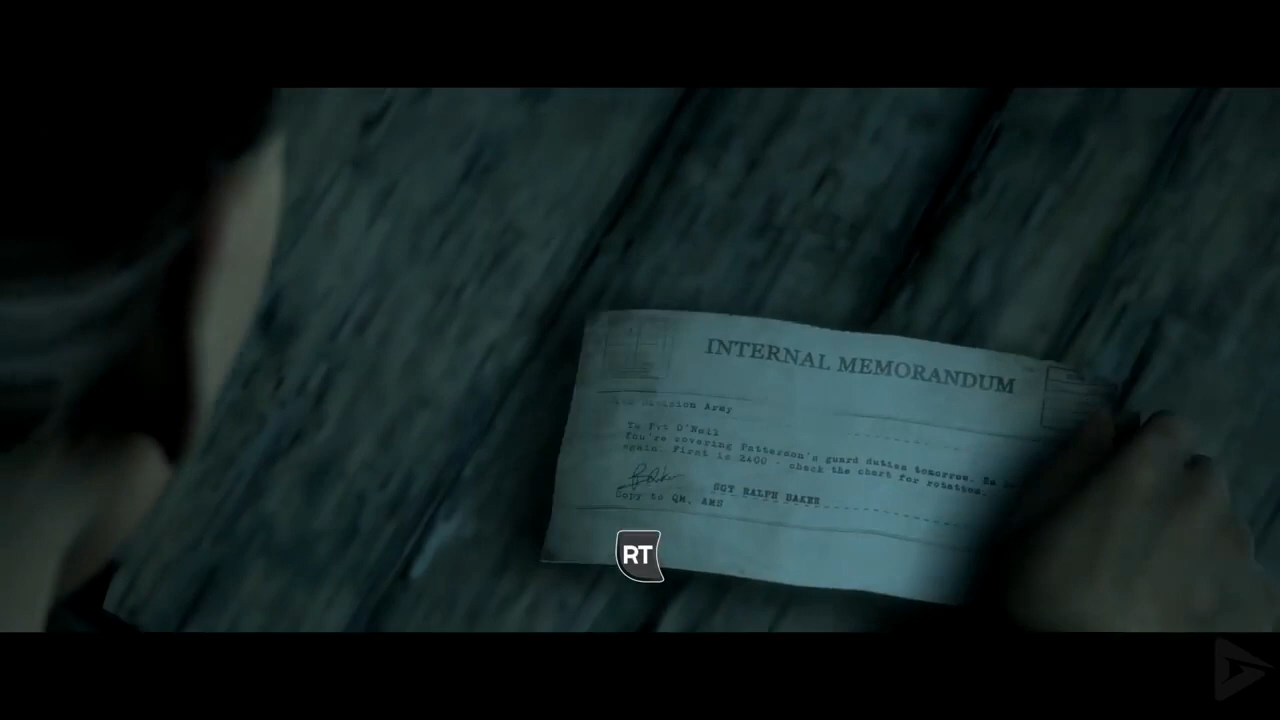 INTERNAL MEMORANDUM
Division Army
To Pvt O'Neil
You're covering Patterson's guard duties tomorrow.
again. First is 2400 - check the chart for rotation.
SGT RALPH BAKER
Copy to QM, AMS
RT